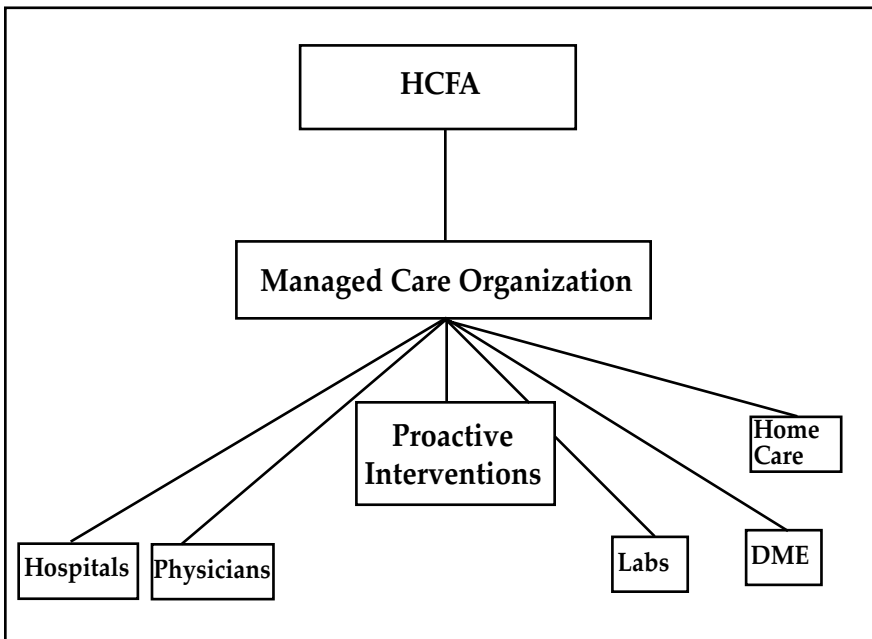 HCFA
Managed Care Organization
Proactive
Interventions
Home
Care
Hospitals
Physicians
Labs
DME